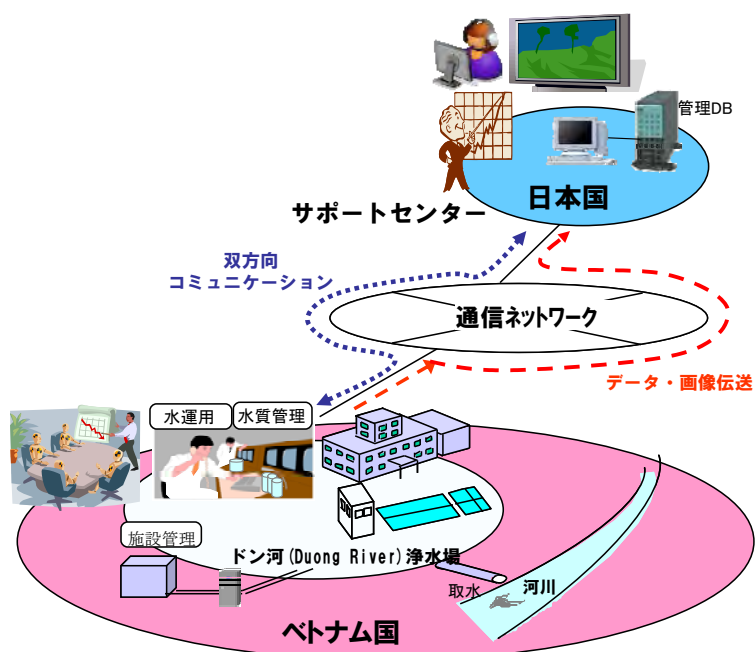 管理DB
日本国
サポートセンター
双方向
コミュニケーション
通信ネットワーク
データ・画像伝送
水運用
水質管理
施設管理
ドン河(Duong River)浄水場
取水
河川
ベトナム国